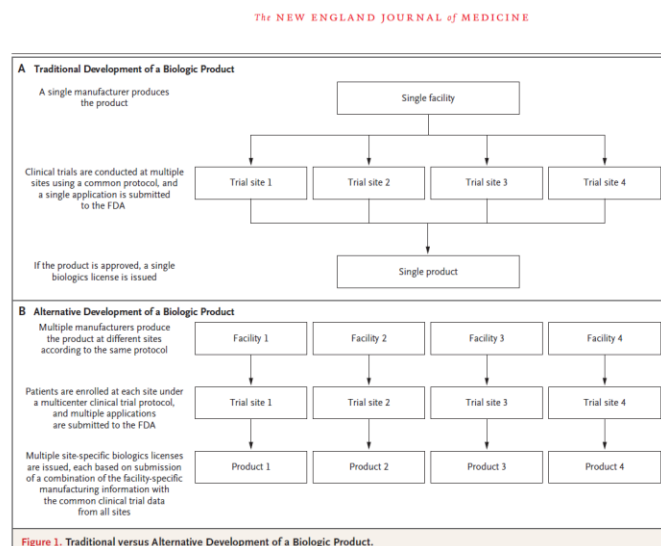 The NEW ENGLAND JOURNAL of MEDICINE
A Traditional Development of a Biologic Product
A single manufacturer produces
the product
Single facility
Clinical trials are conducted at multiple
sites using a common protocol, and
a single application is submitted
to the FDA
Trial site 1
Trial site 2
Trial site 3
Trial site 4
If the product is approved, a single
biologics license is issued
Single product
B Alternative Development of a Biologic Product
Multiple manufacturers produce
the product at different sites
according to the same protocol
Facility 1
Facility 2
Facility 3
Facility 4
Patients are enrolled at each site under
a multicenter clinical trial protocol,
and multiple applications
are submitted to the FDA
Trial site 1
Trial site 2
Trial site 3
Trial site 4
Multiple site-specific biologics licenses
are issued, each based on submission
of a combination of the facility-specific
manufacturing information with
the common clinical trial data
from all sites
Product 1
Product 2
Product 3
Product 4
Figure 1. Traditional versus Alternative Development of a Biologic Product.